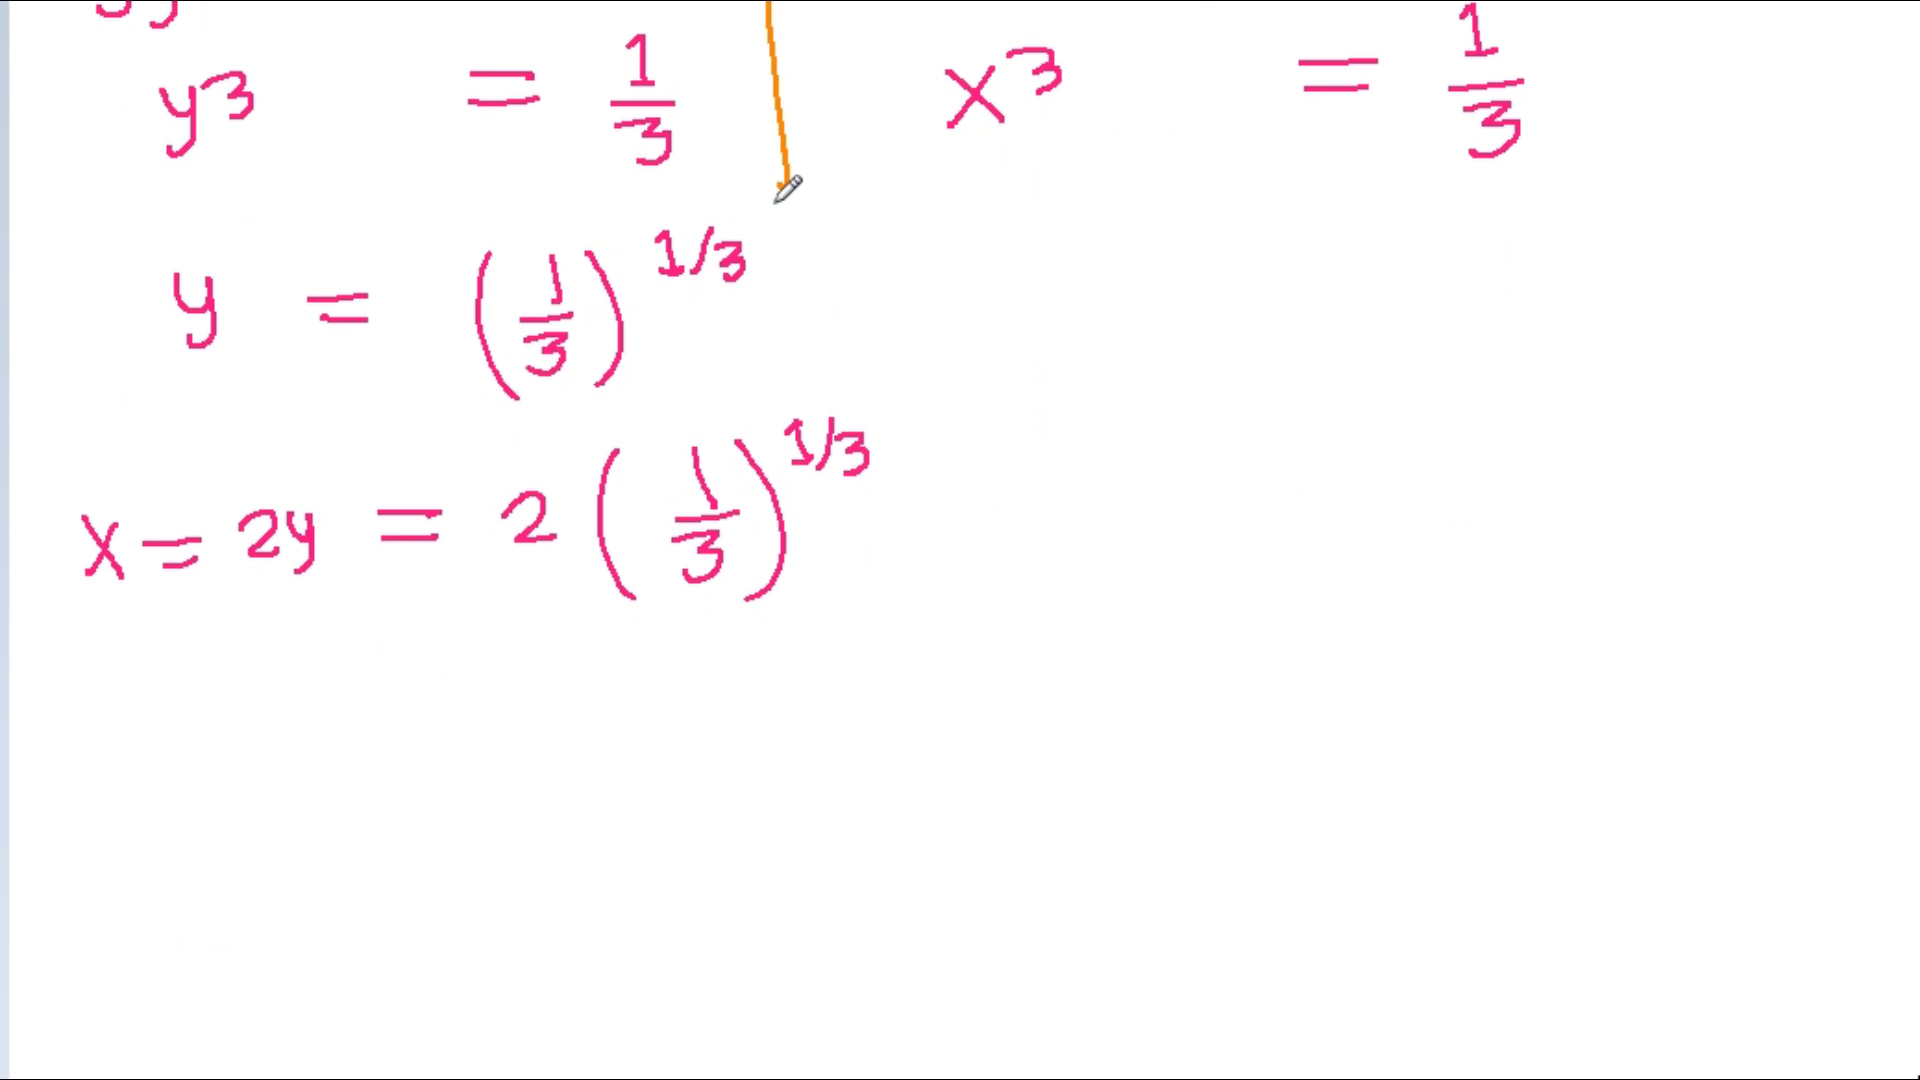 y³ = 1/3
x³ = 1/3
y = (1/3)^1/3
x = 2y = 2(1/3)^1/3